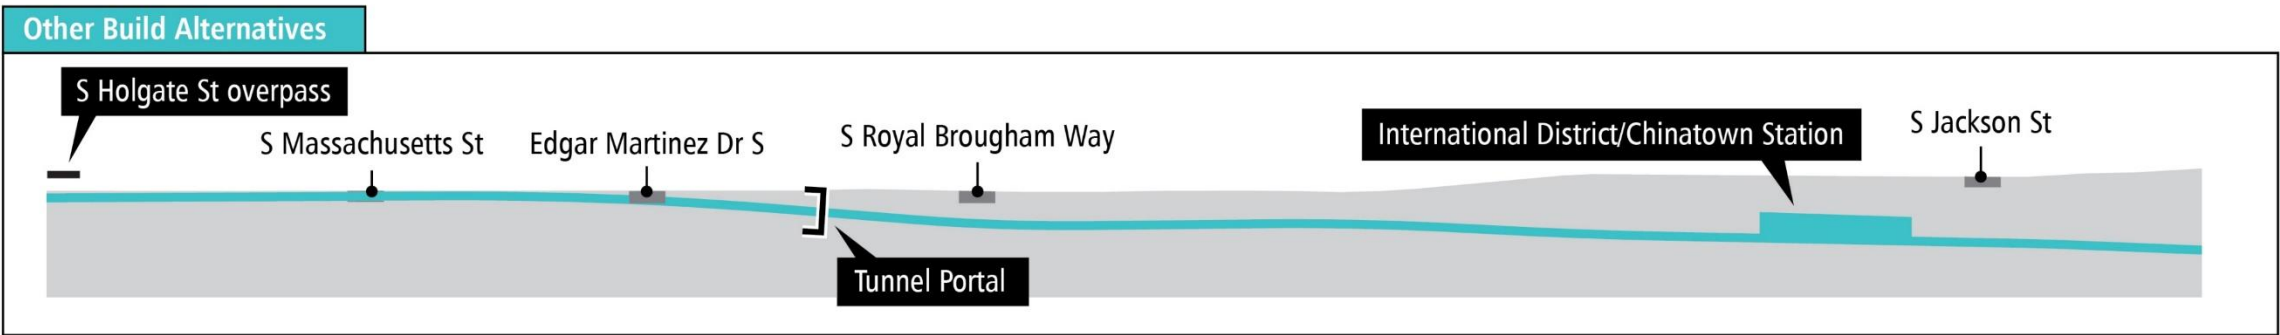 Other Build Alternatives
S Holgate St overpass
S Massachusetts St
Edgar Martinez Dr S
S Royal Brougham Way
International District/Chinatown Station
S Jackson St
Tunnel Portal